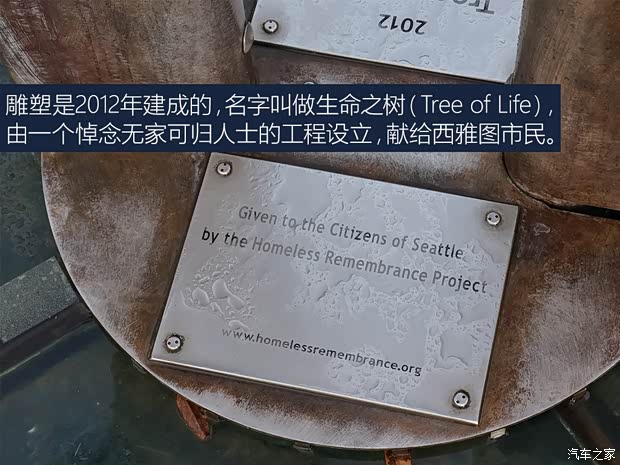 2012
雕塑是2012年建成的，名字叫做生命之树（Tree of Life），
由一个悼念无家可归人士的工程设立，献给西雅图市民。
Given to the Citizens of Seattle
by the Homeless Remembrance Project
www.homelessremembrance.org
汽车之家